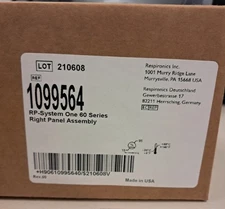 LOT 210608
REF
1099564
RP-System One 60 Series
Right Panel Assembly
Respironics Inc.
1001 Murry Ridge Lane
Murrysville, PA 15668 USA
Respironics Deutschland
Gewerbestrasse 17
82211 Herrsching, Germany
Made in USA